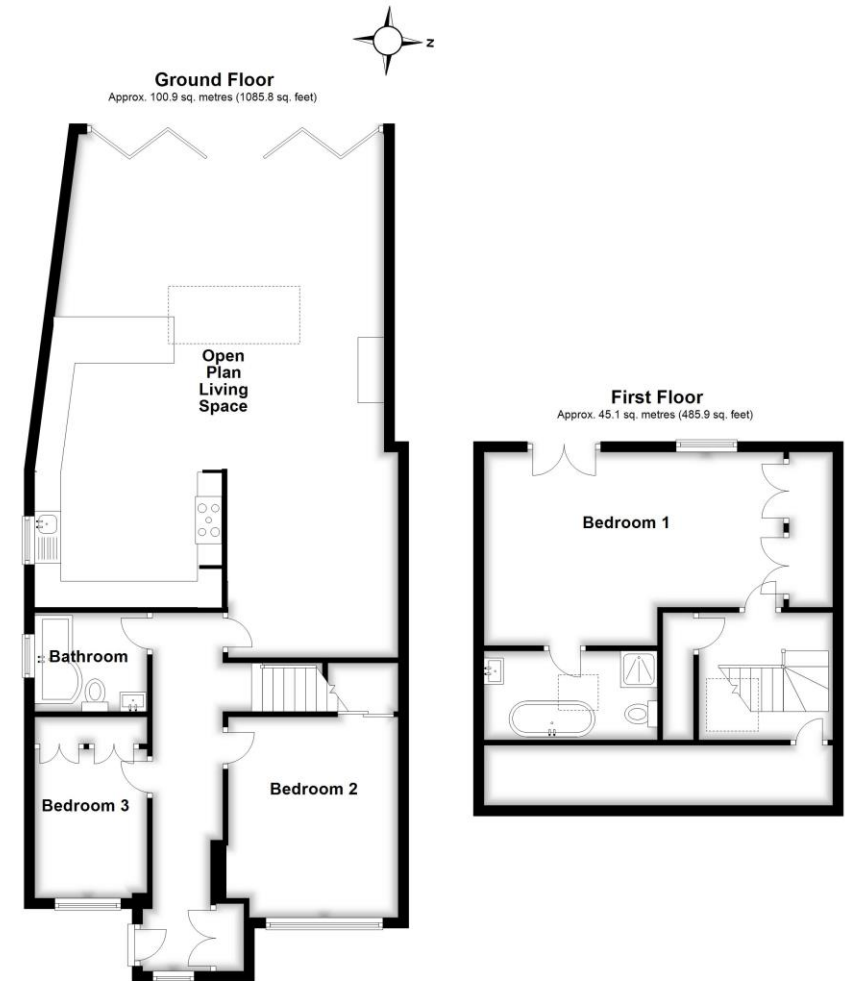 N
Ground Floor
Approx. 100.9 sq. metres (1085.8 sq. feet)
Open
Plan
Living
Space
Bathroom
Bedroom 3
Bedroom 2
First Floor
Approx. 45.1 sq. metres (485.9 sq. feet)
Bedroom 1